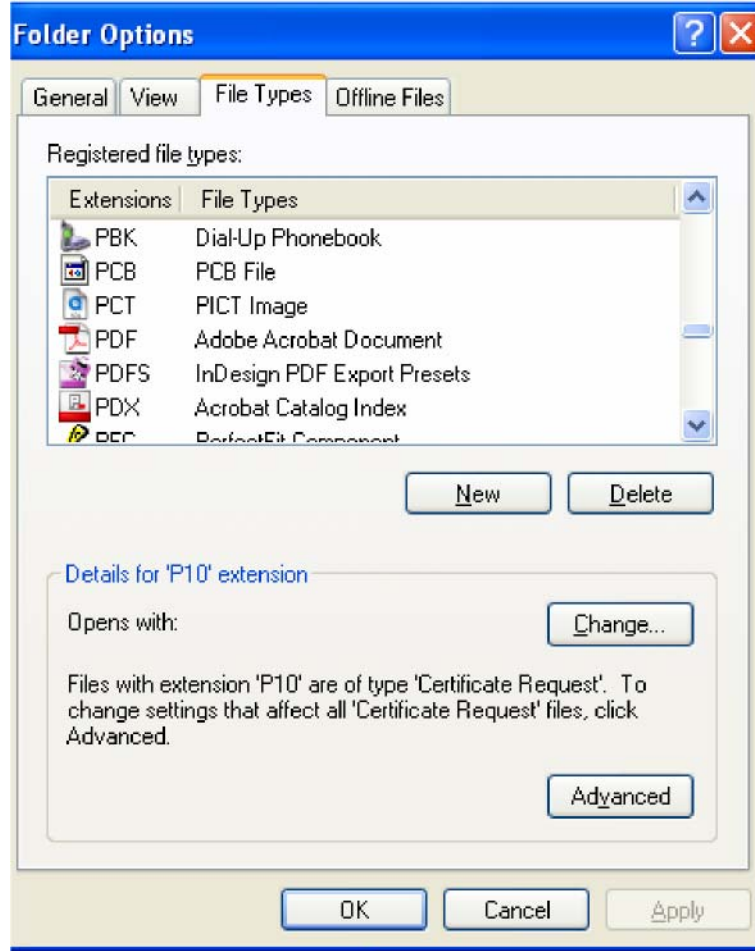 Folder Options
General View File Types Offline Files
Registered file types:
Extensions File Types
PBK Dial-Up Phonebook
PCB PCB File
PCT PICT Image
PDF Adobe Acrobat Document
PDFS InDesign PDF Export Presets
PDX Acrobat Catalog Index
PFC PerfectFit Component
New Delete
Details for 'P10' extension
Opens with:
Change...
Files with extension 'P10' are of type 'Certificate Request'. To
change settings that affect all 'Certificate Request' files, click
Advanced.
Advanced
OK Cancel Apply